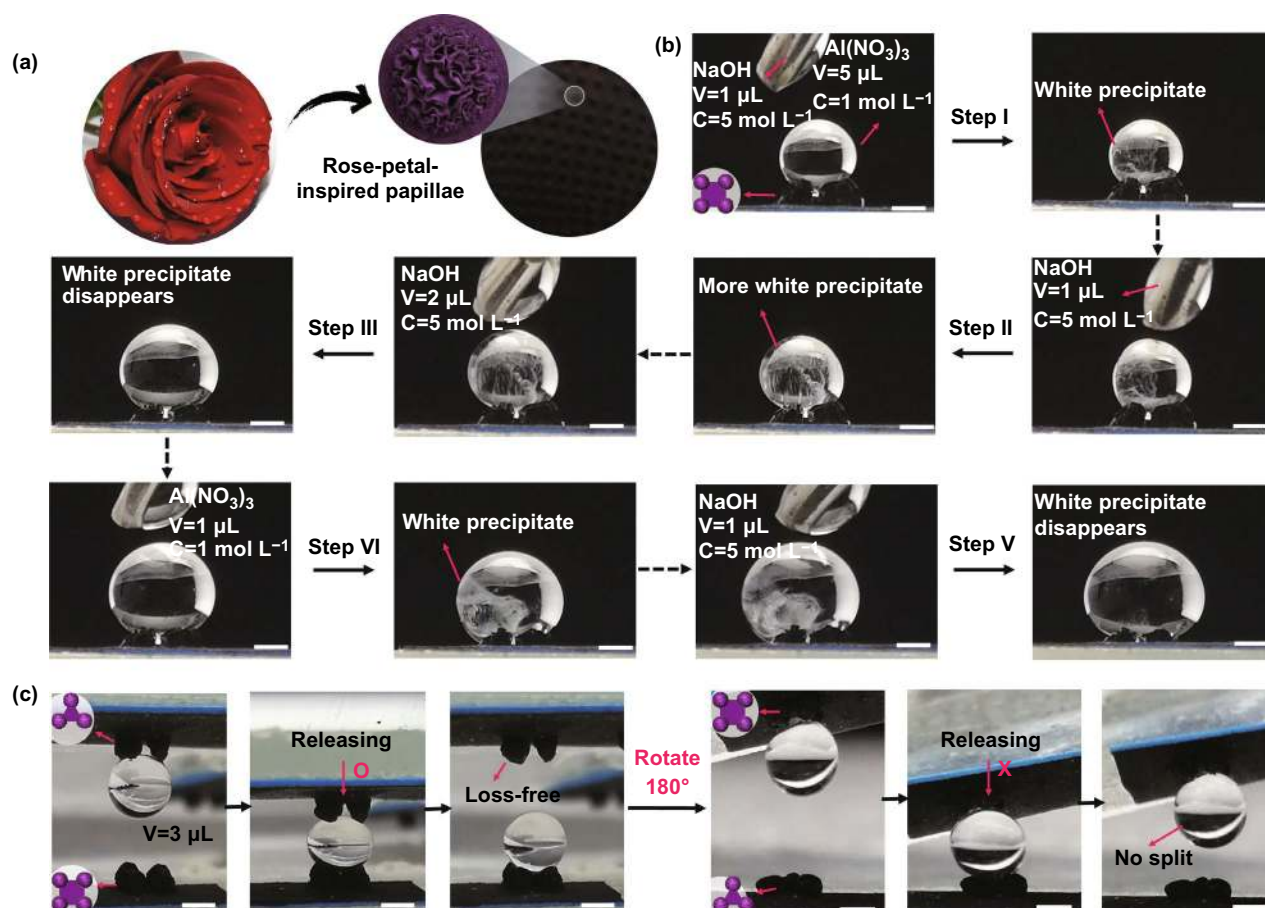 (a)
Rose-petal-
inspired papillae
(b)
NaOH
V=1 µL
C=5 mol L⁻¹
Al(NO₃)₃
V=5 µL
C=1 mol L⁻¹
Step I
White precipitate
White precipitate
disappears
Step III
NaOH
V=2 µL
C=5 mol L⁻¹
More white precipitate
Step II
NaOH
V=1 µL
C=5 mol L⁻¹
Al(NO₃)₃
V=1 µL
C=1 mol L⁻¹
Step VI
White precipitate
NaOH
V=1 µL
C=5 mol L⁻¹
Step V
White precipitate
disappears
(c)
V=3 µL
Releasing
O
Loss-free
Rotate
180°
Releasing
X
No split